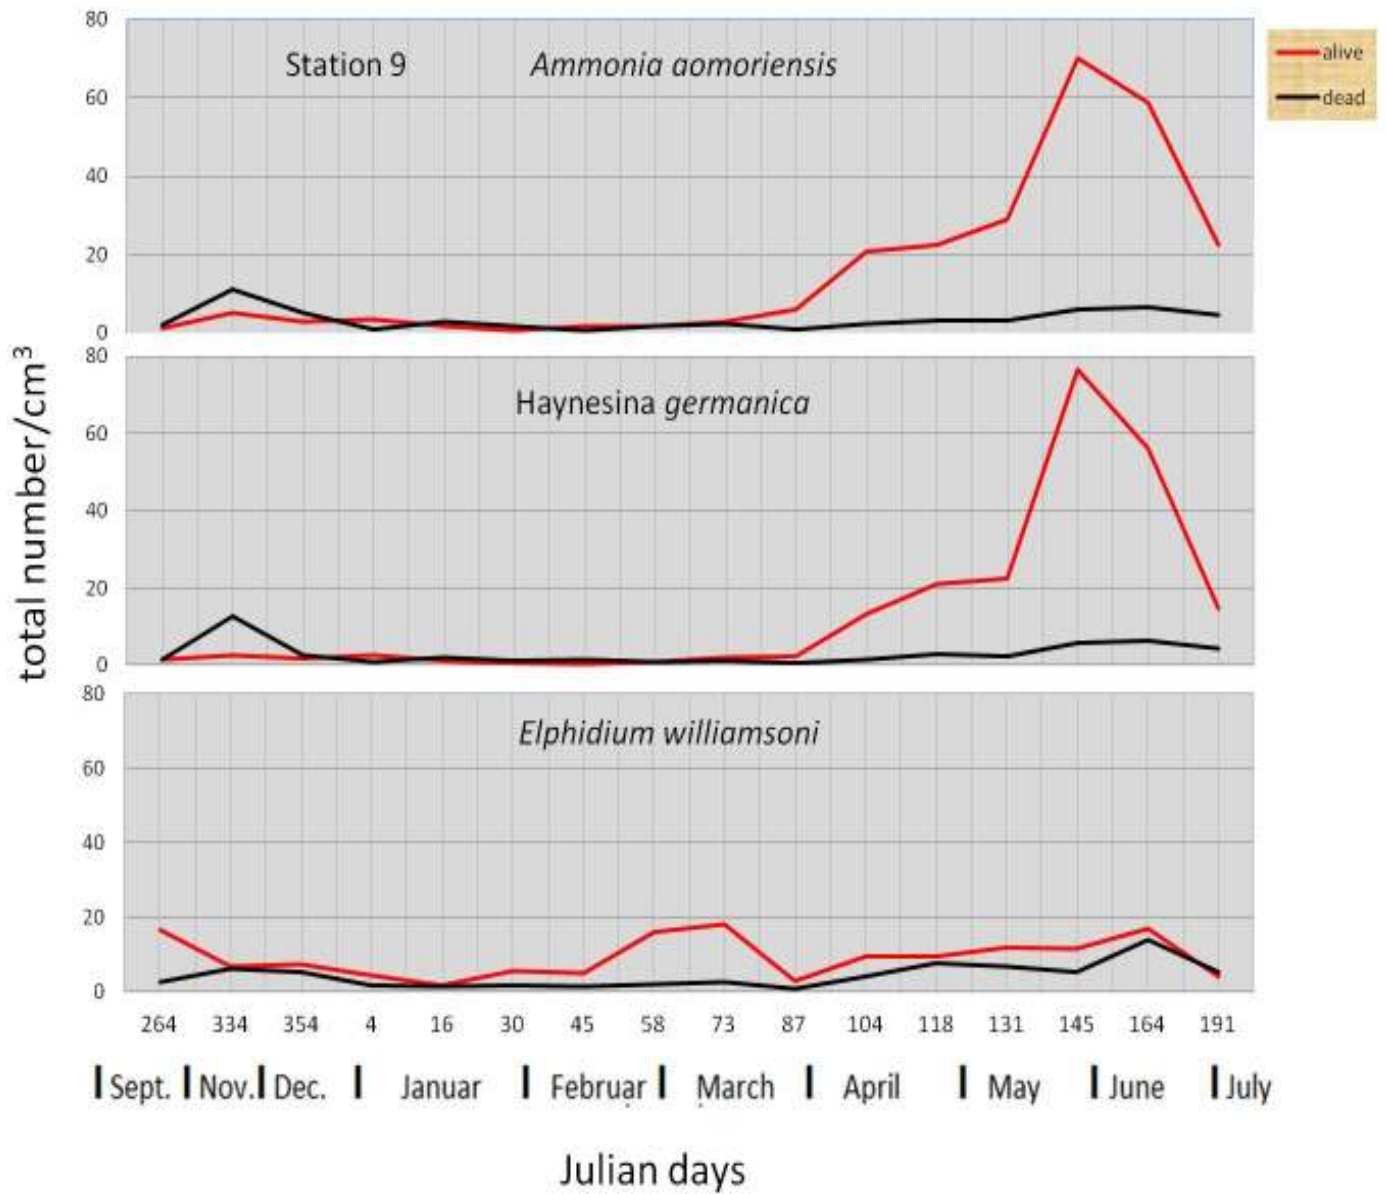 80
Station 9 Ammonia aomoriensis
60
40
20
0
alive
dead
total number/cm³
80
Haynesina germanica
60
40
20
0
80
Elphidium williamsoni
60
40
20
0
264 334 354 4 16 30 45 58 73 87 104 118 131 145 164 191
Sept. Nov. Dec. Januar Februar March April May June July
Julian days